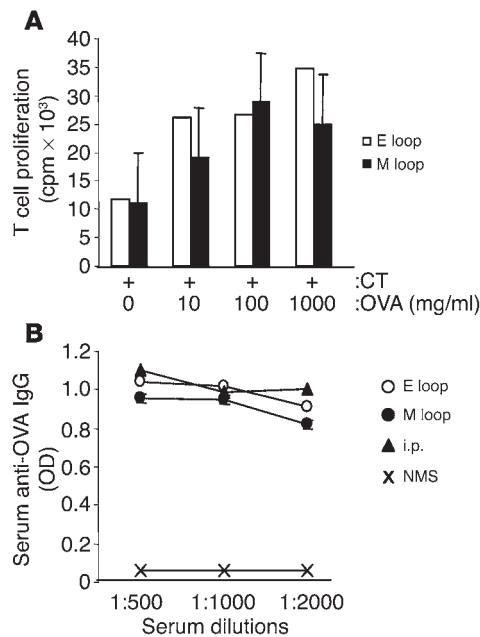 A
T cell proliferation
(cpm × 10³)
40
35
30
25
20
15
10
5
0
E loop
M loop
+ + + + :CT
0 10 100 1000 :OVA (mg/ml)
B
Serum anti-OVA IgG
(OD)
1.2
1.0
0.8
0.6
0.4
0.2
0
E loop
M loop
i.p.
NMS
1:500 1:1000 1:2000
Serum dilutions